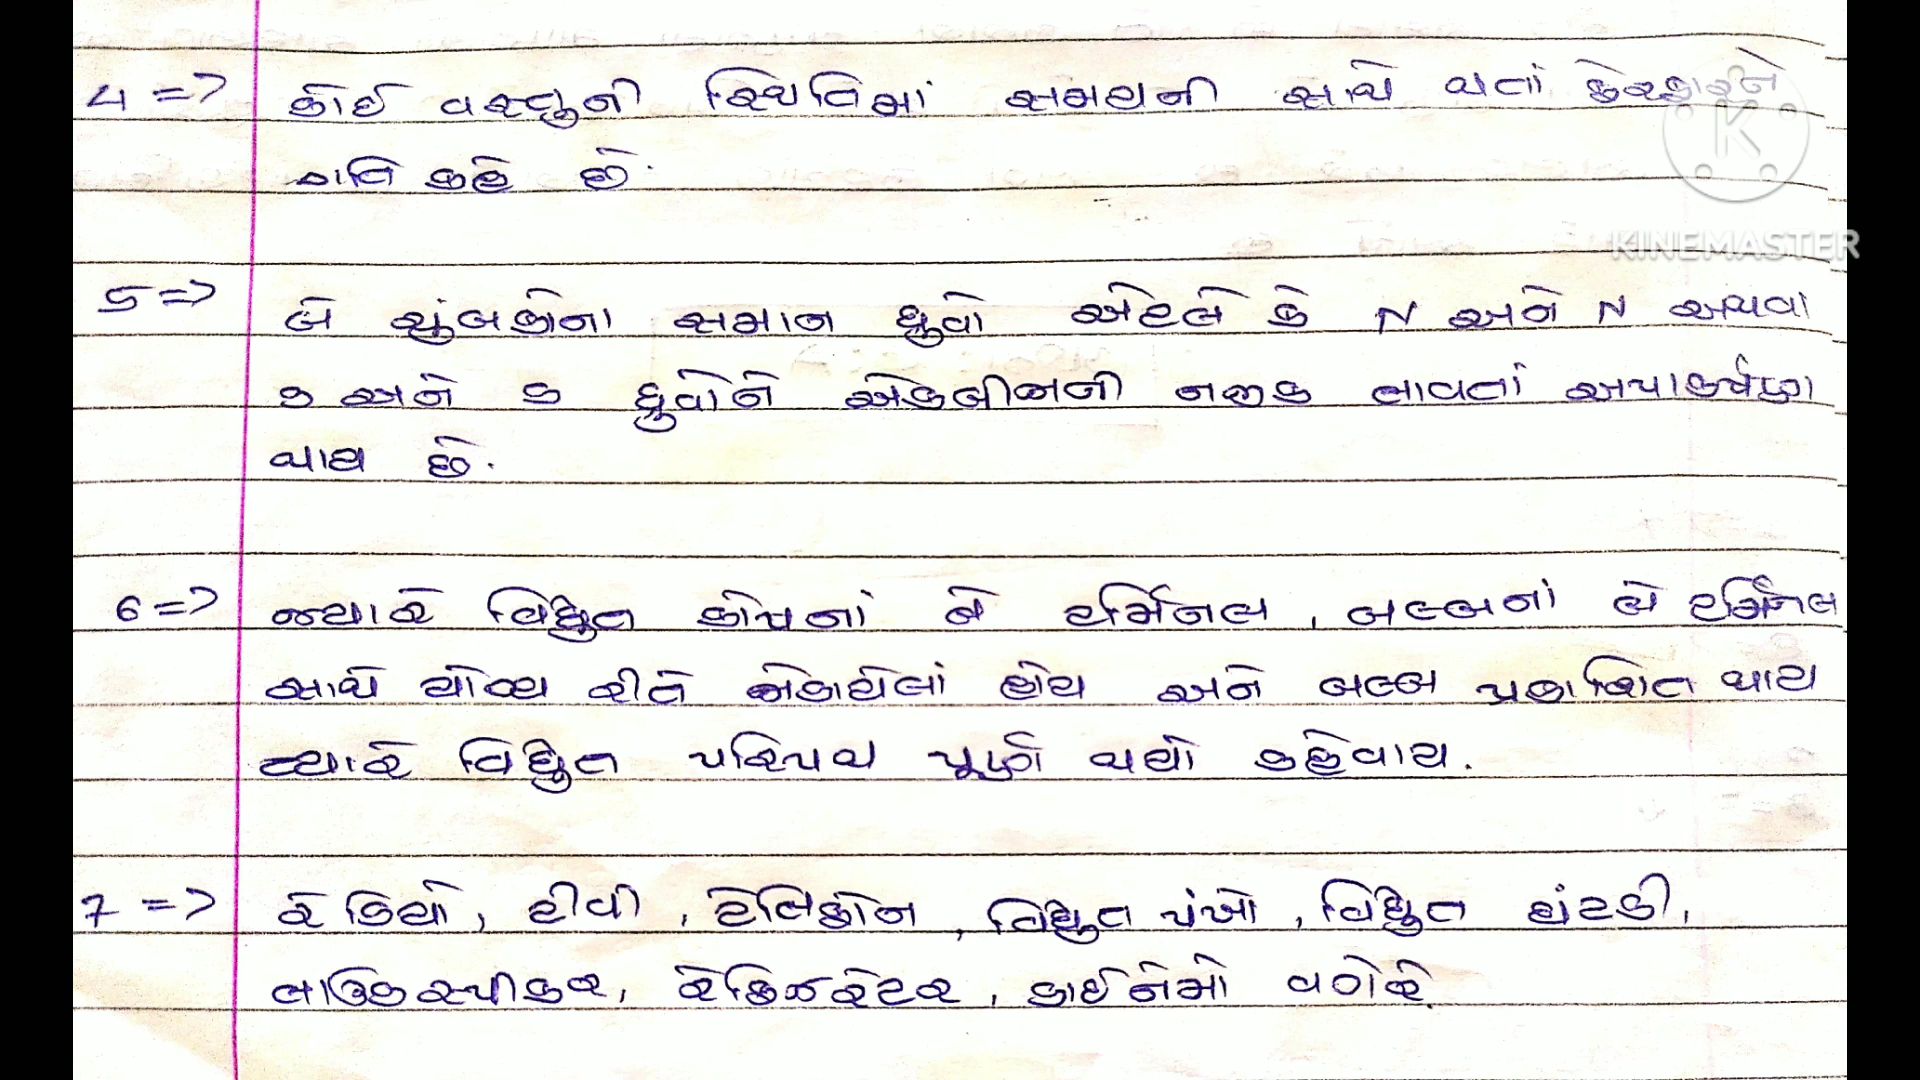 4 => કોઈ વસ્તુની સ્થિતિમાં સમયની સાથે થતાં ફેરફારને
ગતિ કહે છે.
5 => બે ચુંબકોના સમાન ધ્રુવો એટલે કે N અને N અથવા
S અને S ધ્રુવોને એકબીજાની નજીક લાવતાં અપાકર્ષણ
થાય છે.
6 => જ્યારે વિદ્યુત કોષનાં બે ટર્મિનલ, બલ્બનાં બે ટર્મિનલ
સાથે યોગ્ય રીતે જોડાયેલાં હોય અને બલ્બ પ્રકાશિત થાય
ત્યારે વિદ્યુત પરિપથ પૂર્ણ થયો કહેવાય.
7 => રેડિયો, ટીવી, ટેલિફોન, વિદ્યુત પંખો, વિદ્યુત ઘંટડી,
લાઉડસ્પીકર, રેફ્રિજરેટર, ડાઈનેમો વગેરે.
K
KINEMASTER